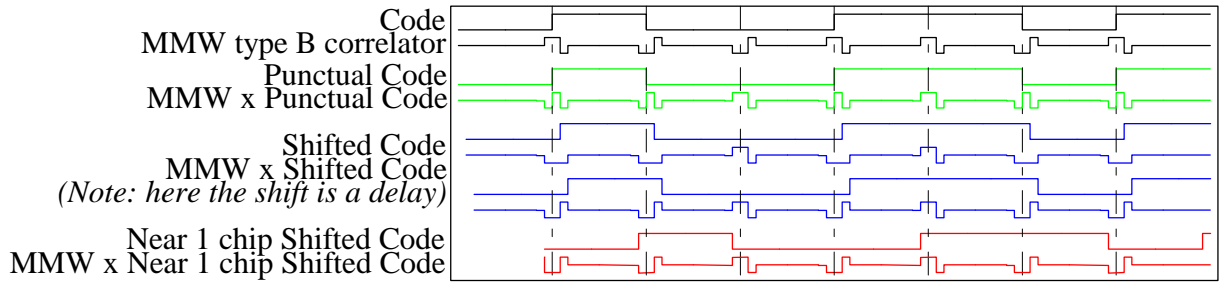 Code
MMW type B correlator
Punctual Code
MMW x Punctual Code
Shifted Code
MMW x Shifted Code
(Note: here the shift is a delay)
Near 1 chip Shifted Code
MMW x Near 1 chip Shifted Code